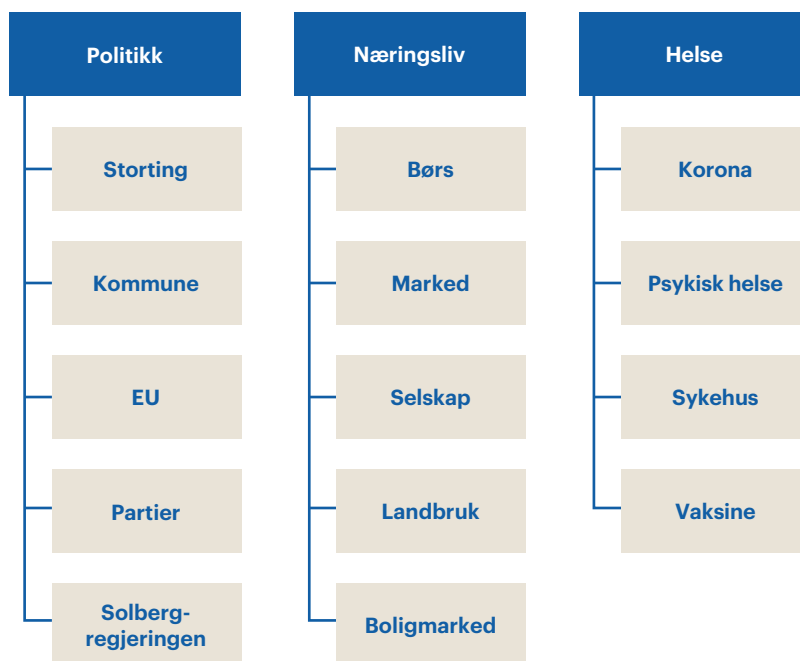 Politikk
Storting
Kommune
EU
Partier
Solberg-
regjeringen
Næringsliv
Børs
Marked
Selskap
Landbruk
Boligmarked
Helse
Korona
Psykisk helse
Sykehus
Vaksine